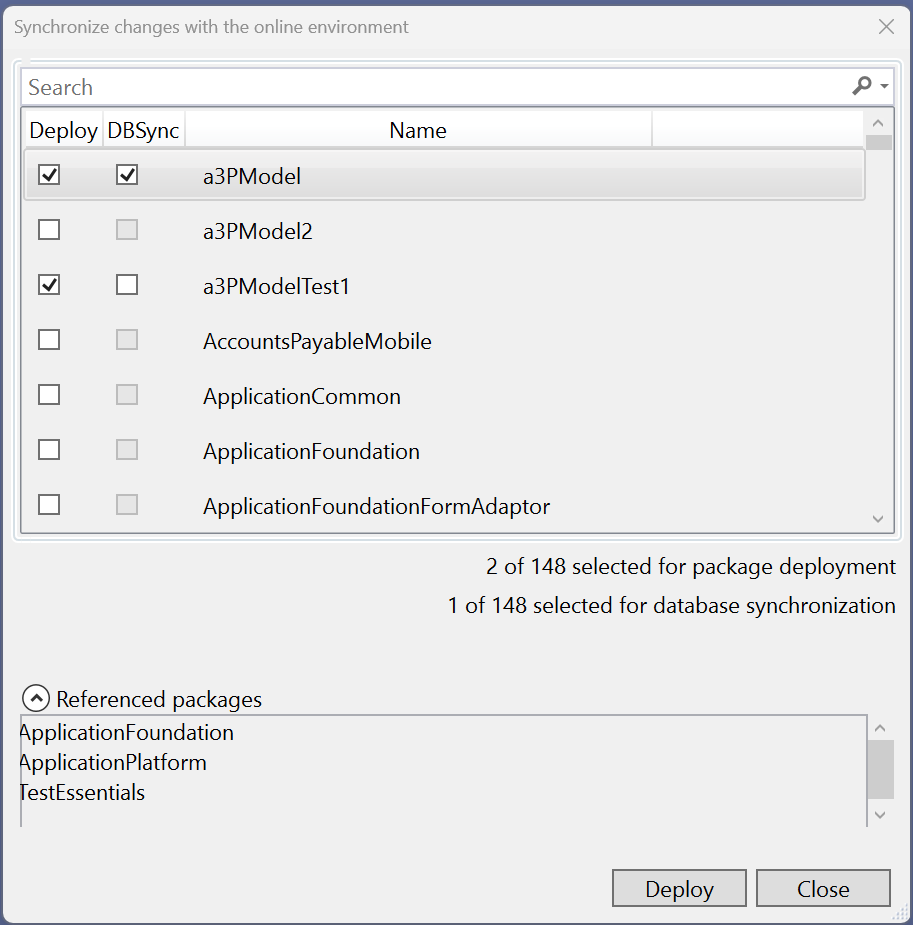 Synchronize changes with the online environment
Search
Deploy DBSync Name
a3PModel
a3PModel2
a3PModelTest1
AccountsPayableMobile
ApplicationCommon
ApplicationFoundation
ApplicationFoundationFormAdaptor
2 of 148 selected for package deployment
1 of 148 selected for database synchronization
Referenced packages
ApplicationFoundation
ApplicationPlatform
TestEssentials
Deploy Close